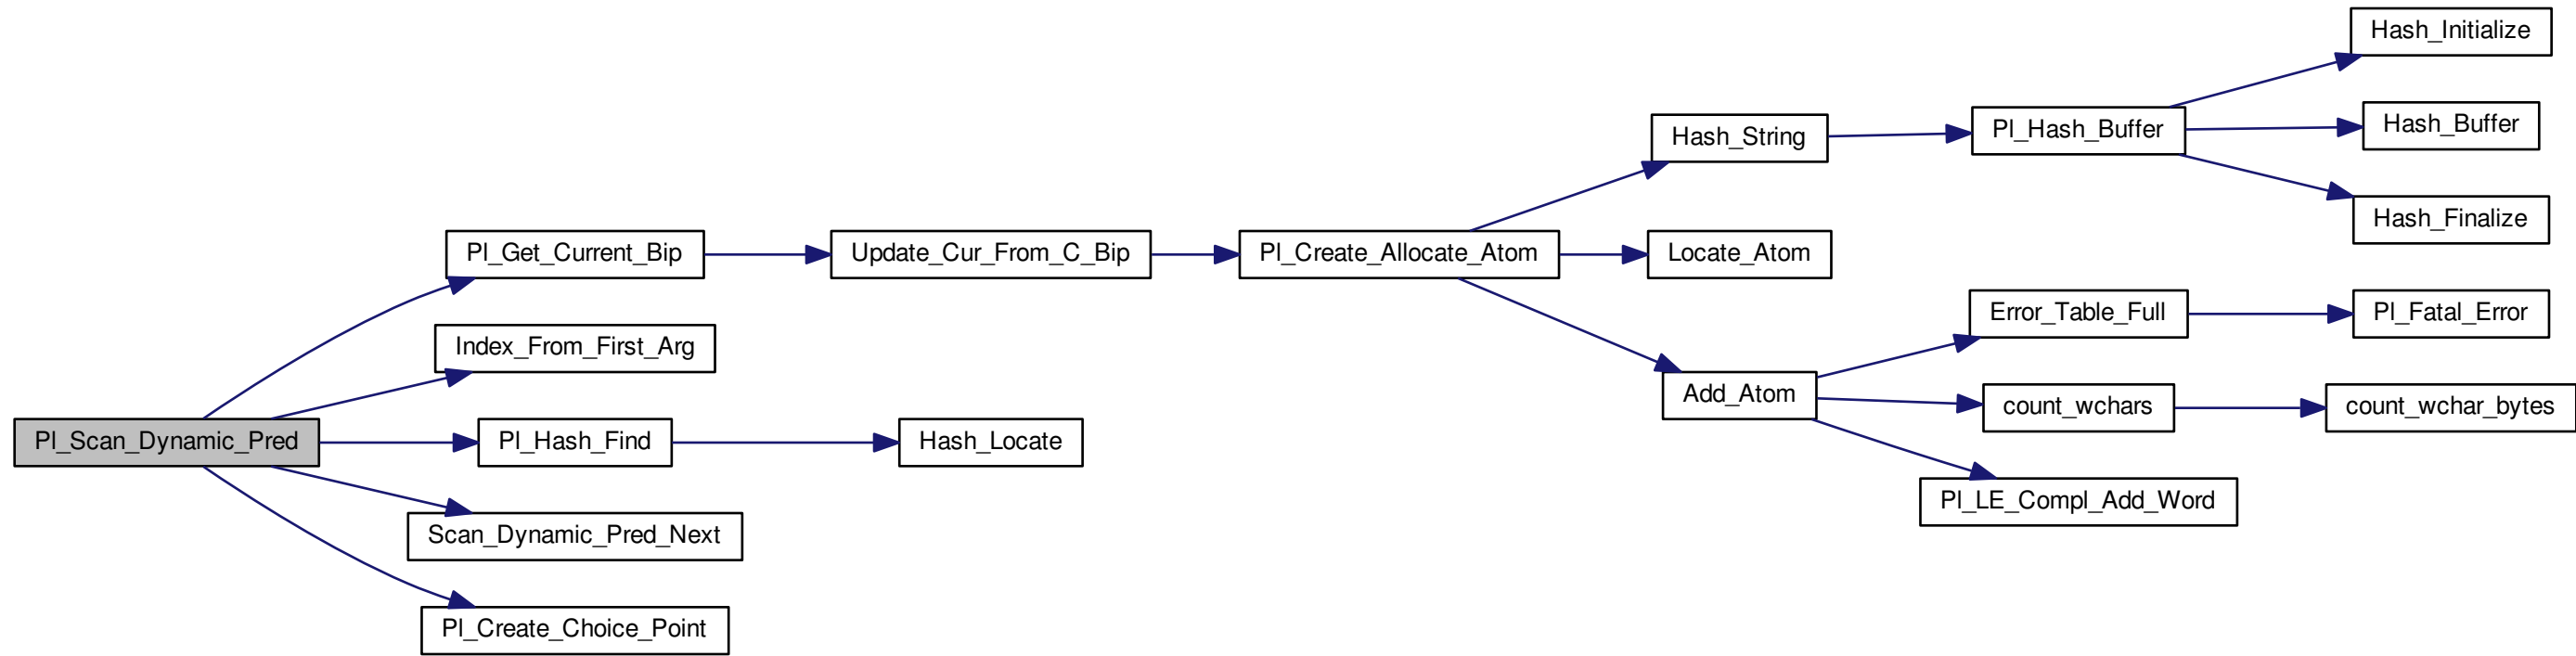 Hash_Initialize
Hash_String
Pl_Hash_Buffer
Hash_Buffer
Hash_Finalize
Pl_Get_Current_Bip
Update_Cur_From_C_Bip
Pl_Create_Allocate_Atom
Locate_Atom
Error_Table_Full
Pl_Fatal_Error
Index_From_First_Arg
Add_Atom
count_wchars
count_wchar_bytes
Pl_Scan_Dynamic_Pred
Pl_Hash_Find
Hash_Locate
Pl_LE_Compl_Add_Word
Scan_Dynamic_Pred_Next
Pl_Create_Choice_Point